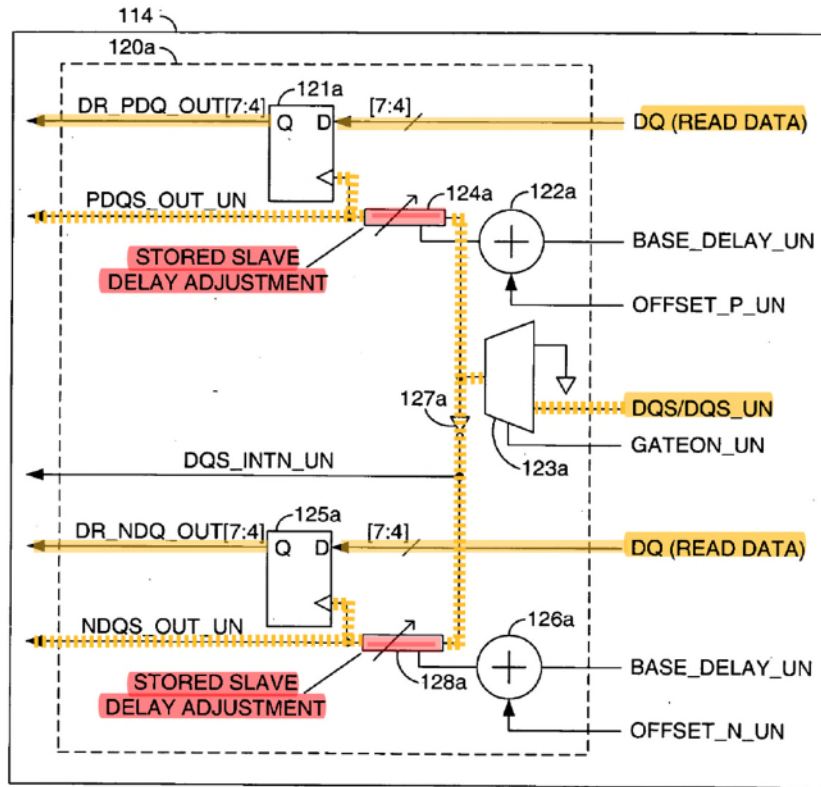 114
120a
DR_PDQ_OUT[7:4]
121a
Q D
[7:4]
DQ (READ DATA)
PDQS_OUT_UN
124a
122a
STORED SLAVE
DELAY ADJUSTMENT
BASE_DELAY_UN
OFFSET_P_UN
127a
DQS/DQS_UN
GATEON_UN
123a
DQS_INTN_UN
DR_NDQ_OUT[7:4]
125a
Q D
[7:4]
DQ (READ DATA)
NDQS_OUT_UN
126a
STORED SLAVE
DELAY ADJUSTMENT
128a
BASE_DELAY_UN
OFFSET_N_UN